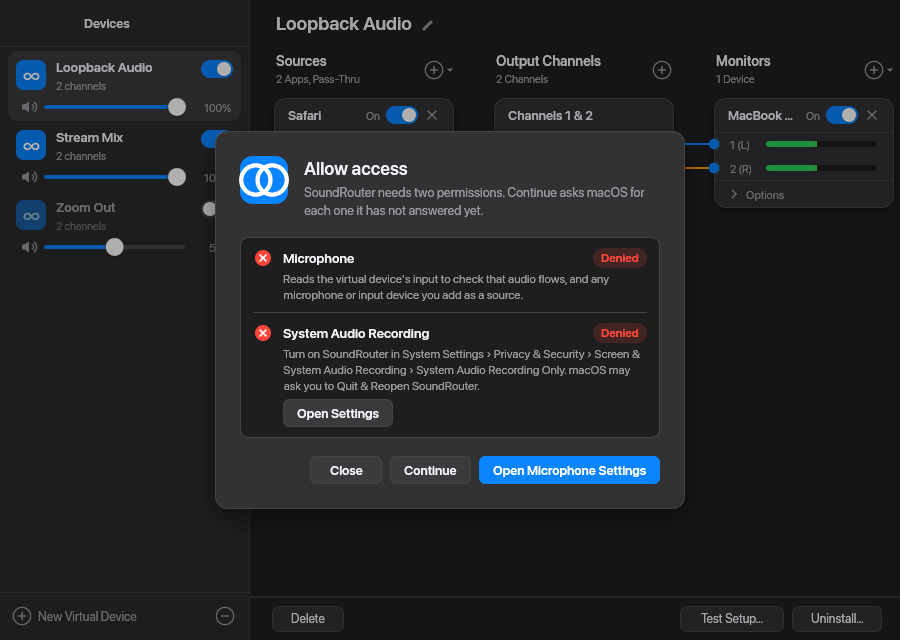 Devices
Loopback Audio
2 channels
100%
Stream Mix
2 channels
10
Zoom Out
2 channels
5
New Virtual Device
Loopback Audio
Sources
2 Apps, Pass-Thru
Output Channels
2 Channels
Monitors
1 Device
Safari
On
Channels 1 & 2
MacBook ...
On
1 (L)
2 (R)
Options
Allow access
SoundRouter needs two permissions. Continue asks macOS for
each one it has not answered yet.
Microphone
Denied
Reads the virtual device's input to check that audio flows, and any
microphone or input device you add as a source.
System Audio Recording
Denied
Turn on SoundRouter in System Settings › Privacy & Security › Screen &
System Audio Recording › System Audio Recording Only. macOS may
ask you to Quit & Reopen SoundRouter.
Open Settings
Close
Continue
Open Microphone Settings
Delete
Test Setup...
Uninstall...